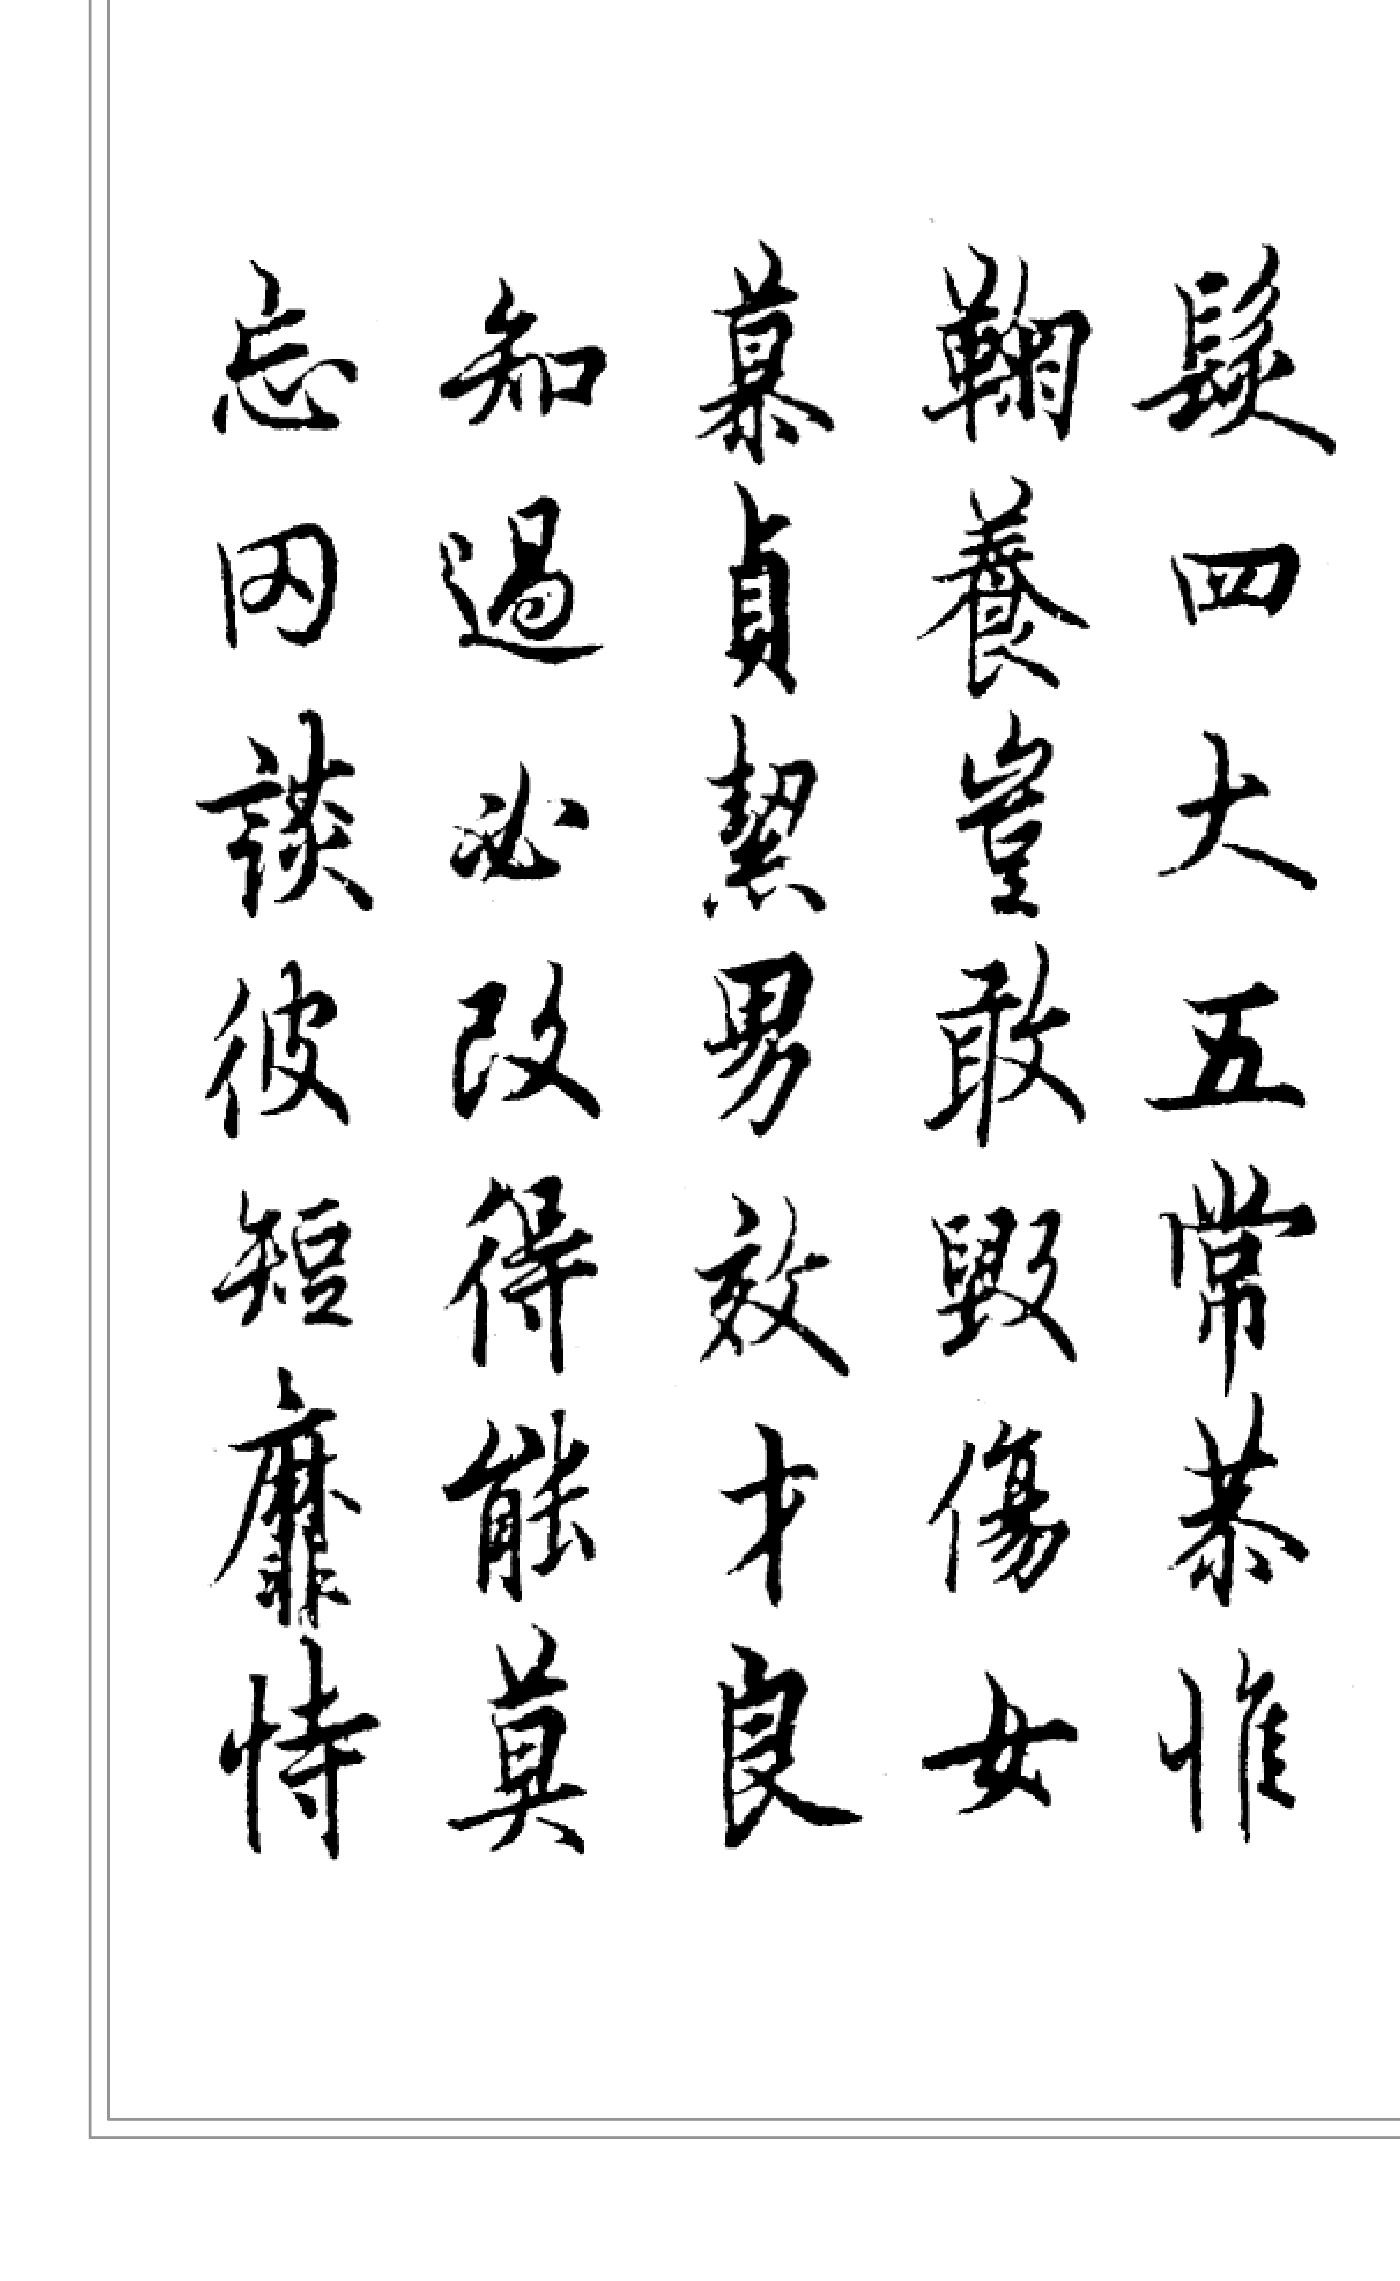 髮四大五常恭惟
鞠養豈敢毀傷女
慕貞絜男效才良
知過必改得能莫
忘罔談彼短靡恃